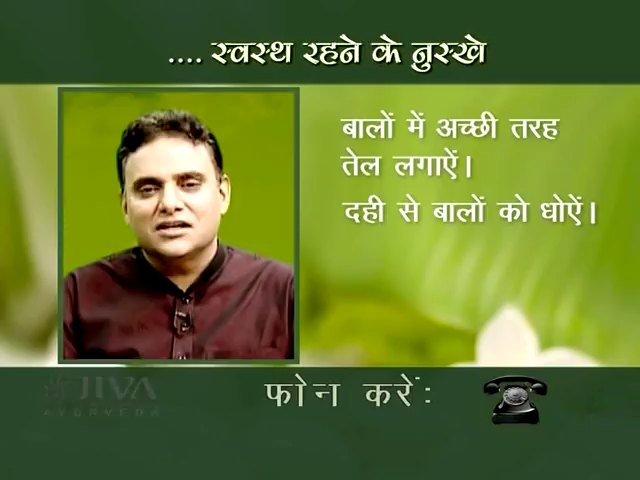 .... स्वस्थ रहने के नुस्खे
बालों में अच्छी तरह
तेल लगाऐं।
दही से बालों को धोऐं।
JIVA
AYURVEDA
फोन करें: